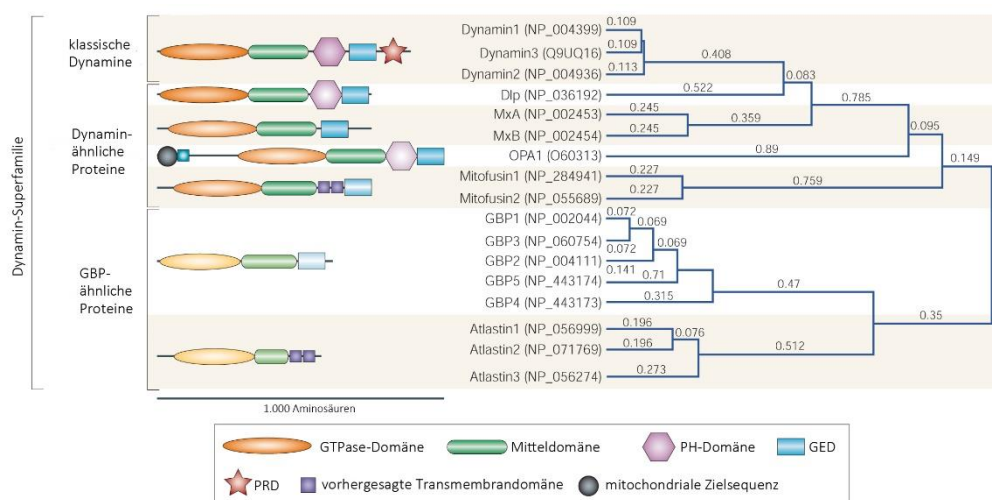 Dynamin-Superfamilie
klassische
Dynamine
Dynamin-
ähnliche
Proteine
GBP-
ähnliche
Proteine
1.000 Aminosäuren
Dynamin1 (NP_004399)
Dynamin3 (Q9UQ16)
Dynamin2 (NP_004936)
Dlp (NP_036192)
MxA (NP_002453)
MxB (NP_002454)
OPA1 (O60313)
Mitofusin1 (NP_284941)
Mitofusin2 (NP_055689)
GBP1 (NP_002044)
GBP3 (NP_060754)
GBP2 (NP_004111)
GBP5 (NP_443174)
GBP4 (NP_443173)
Atlastin1 (NP_056999)
Atlastin2 (NP_071769)
Atlastin3 (NP_056274)
0.109
0.109
0.113
0.408
0.522
0.083
0.245
0.245
0.359
0.785
0.89
0.095
0.227
0.227
0.759
0.149
0.072
0.072
0.069
0.069
0.141
0.71
0.315
0.47
0.196
0.196
0.076
0.273
0.512
0.35
GTPase-Domäne
Mitteldomäne
PH-Domäne
GED
PRD
vorhergesagte Transmembrandomäne
mitochondriale Zielsequenz